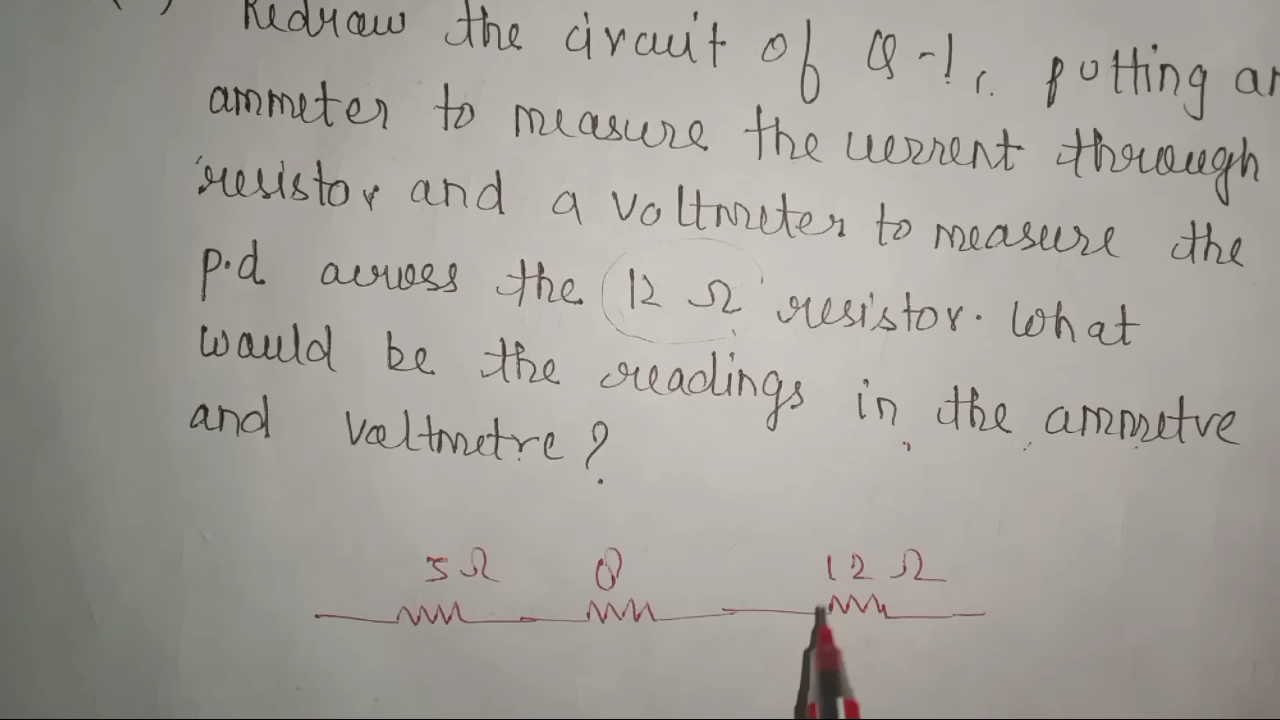 Redraw the circuit of Q-1, putting an
ammeter to measure the current through
resistor and a voltmeter to measure the
p.d across the 12 Ω resistor. What
would be the readings in the ammetre
and voltmetre?
5Ω 8 12 Ω